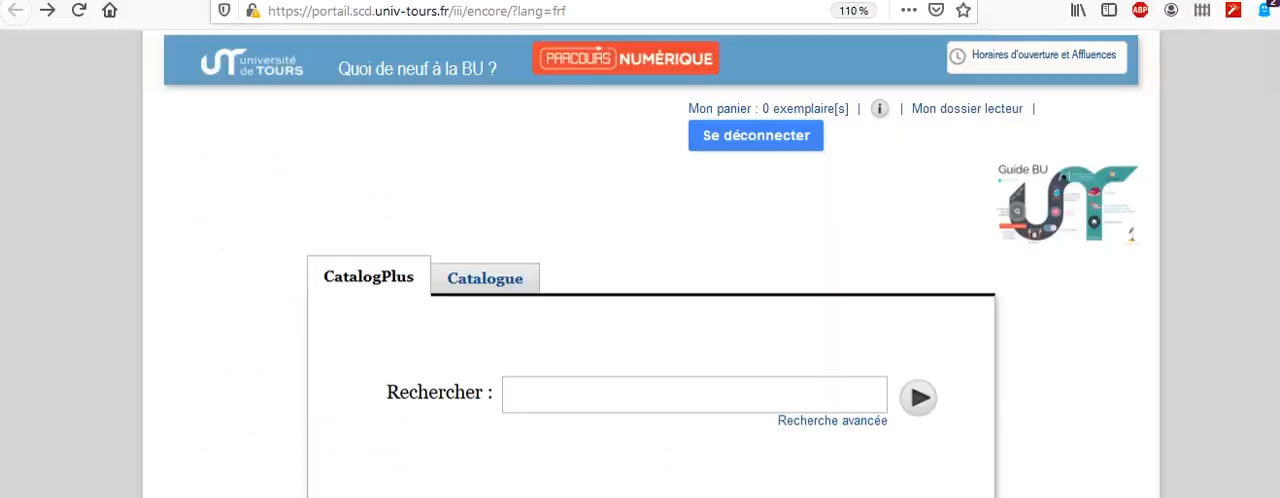 https://portail.scd.univ-tours.fr/iii/encore/?lang=frf
110 %
ABP
2
université
de TOURS
Quoi de neuf à la BU ?
PARCOURS NUMÉRIQUE
Horaires d'ouverture et Affluences
Mon panier : 0 exemplaire[s] | i | Mon dossier lecteur |
Se déconnecter
Guide BU
CatalogPlus
Catalogue
Rechercher :
Recherche avancée